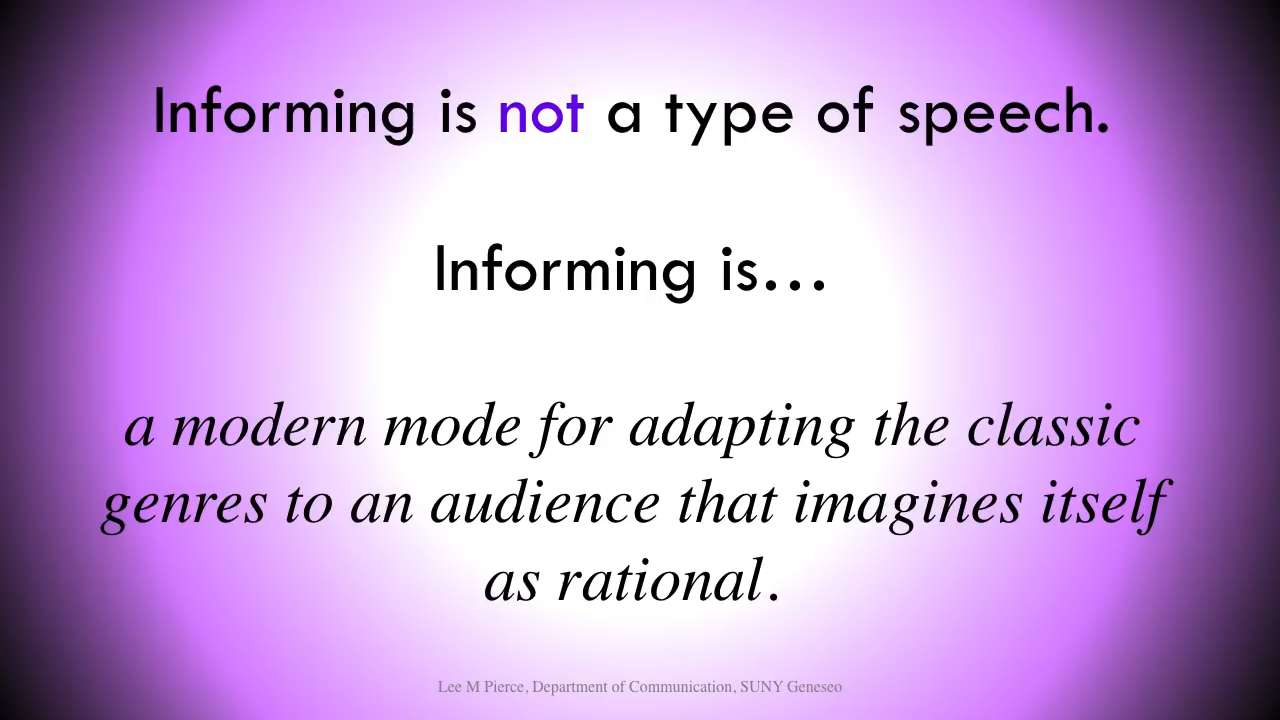 Informing is not a type of speech.
Informing is…
a modern mode for adapting the classic
genres to an audience that imagines itself
as rational.
Lee M Pierce, Department of Communication, SUNY Geneseo